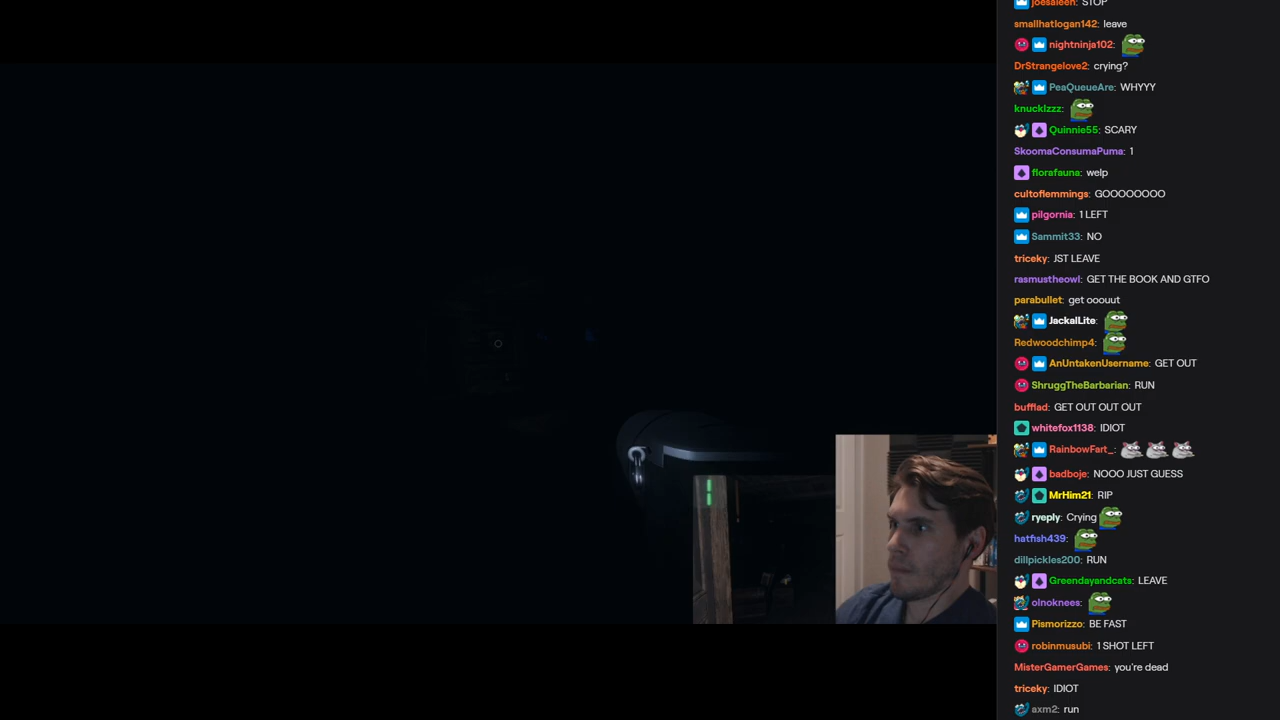 joesaleen: STOP
smallhatlogan142: leave
nightninja102:
DrStrangelove2: crying?
PeaQueueAre: WHYYY
knucklzzz:
Quinnie55: SCARY
SkoomaConsumaPuma: 1
florafauna: welp
cultoflemmings: GOOOOOOOO
pilgornia: 1 LEFT
Sammit33: NO
triceky: JST LEAVE
rasmustheowl: GET THE BOOK AND GTFO
parabullet: get ooouut
JackalLite:
Redwoodchimp4:
AnUntakenUsername: GET OUT
ShruggTheBarbarian: RUN
bufflad: GET OUT OUT OUT
whitefox1138: IDIOT
RainbowFart_:
badboje: NOOO JUST GUESS
MrHim21: RIP
ryeply: Crying
hatfish439:
dillpickles200: RUN
Greendayandcats: LEAVE
olnoknees:
Pismorizzo: BE FAST
robinmusubi: 1 SHOT LEFT
MisterGamerGames: you're dead
triceky: IDIOT
axm2: run